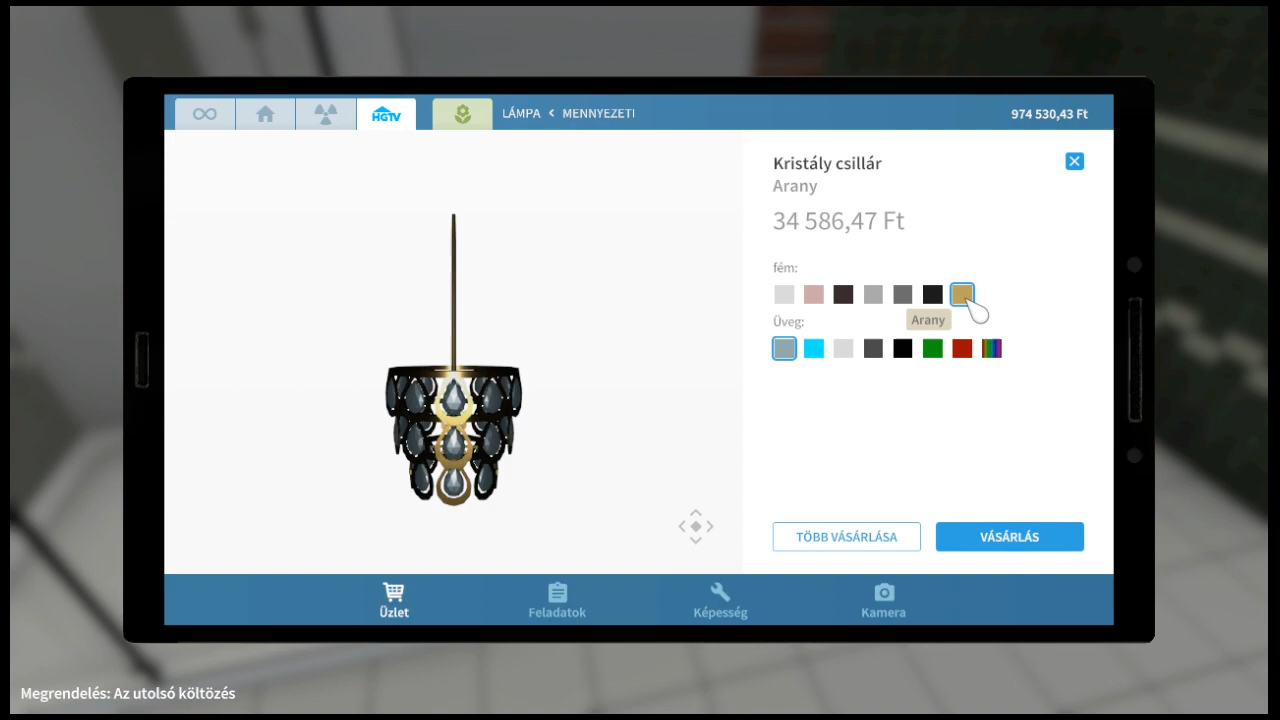 HGTV
LÁMPA < MENNYEZETI
974 530,43 Ft
Kristály csillár
Arany
34 586,47 Ft
fém:
Arany
Üveg:
TÖBB VÁSÁRLÁSA
VÁSÁRLÁS
Üzlet
Feladatok
Képesség
Kamera
Megrendelés: Az utolsó költözés